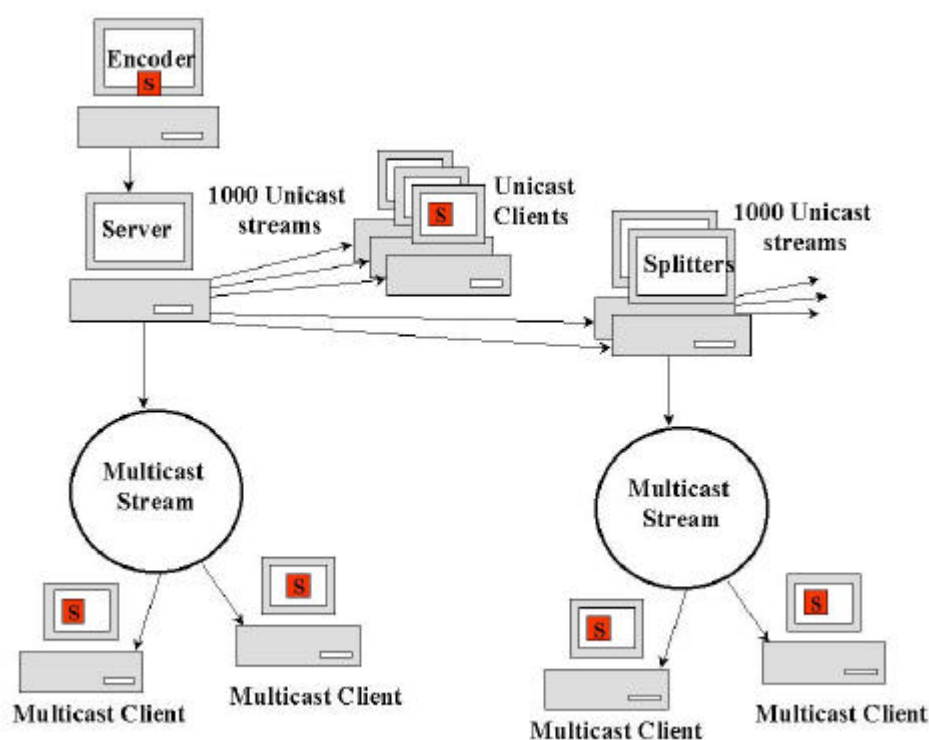 Encoder
S
Server
1000 Unicast
streams
S
Unicast
Clients
Splitters
1000 Unicast
streams
Multicast
Stream
Multicast
Stream
S
S
Multicast Client
Multicast Client
S
S
Multicast Client
Multicast Client